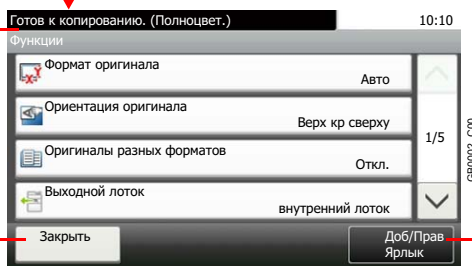 Готов к копированию. (Полноцвет.)
10:10
Функции
Формат оригинала
Авто
Ориентация оригинала
Верх кр сверху
1/5
Оригиналы разных форматов
Откл.
Выходной лоток
внутренний лоток
Закрыть
Доб/Прав
Ярлык
GB0002_C00